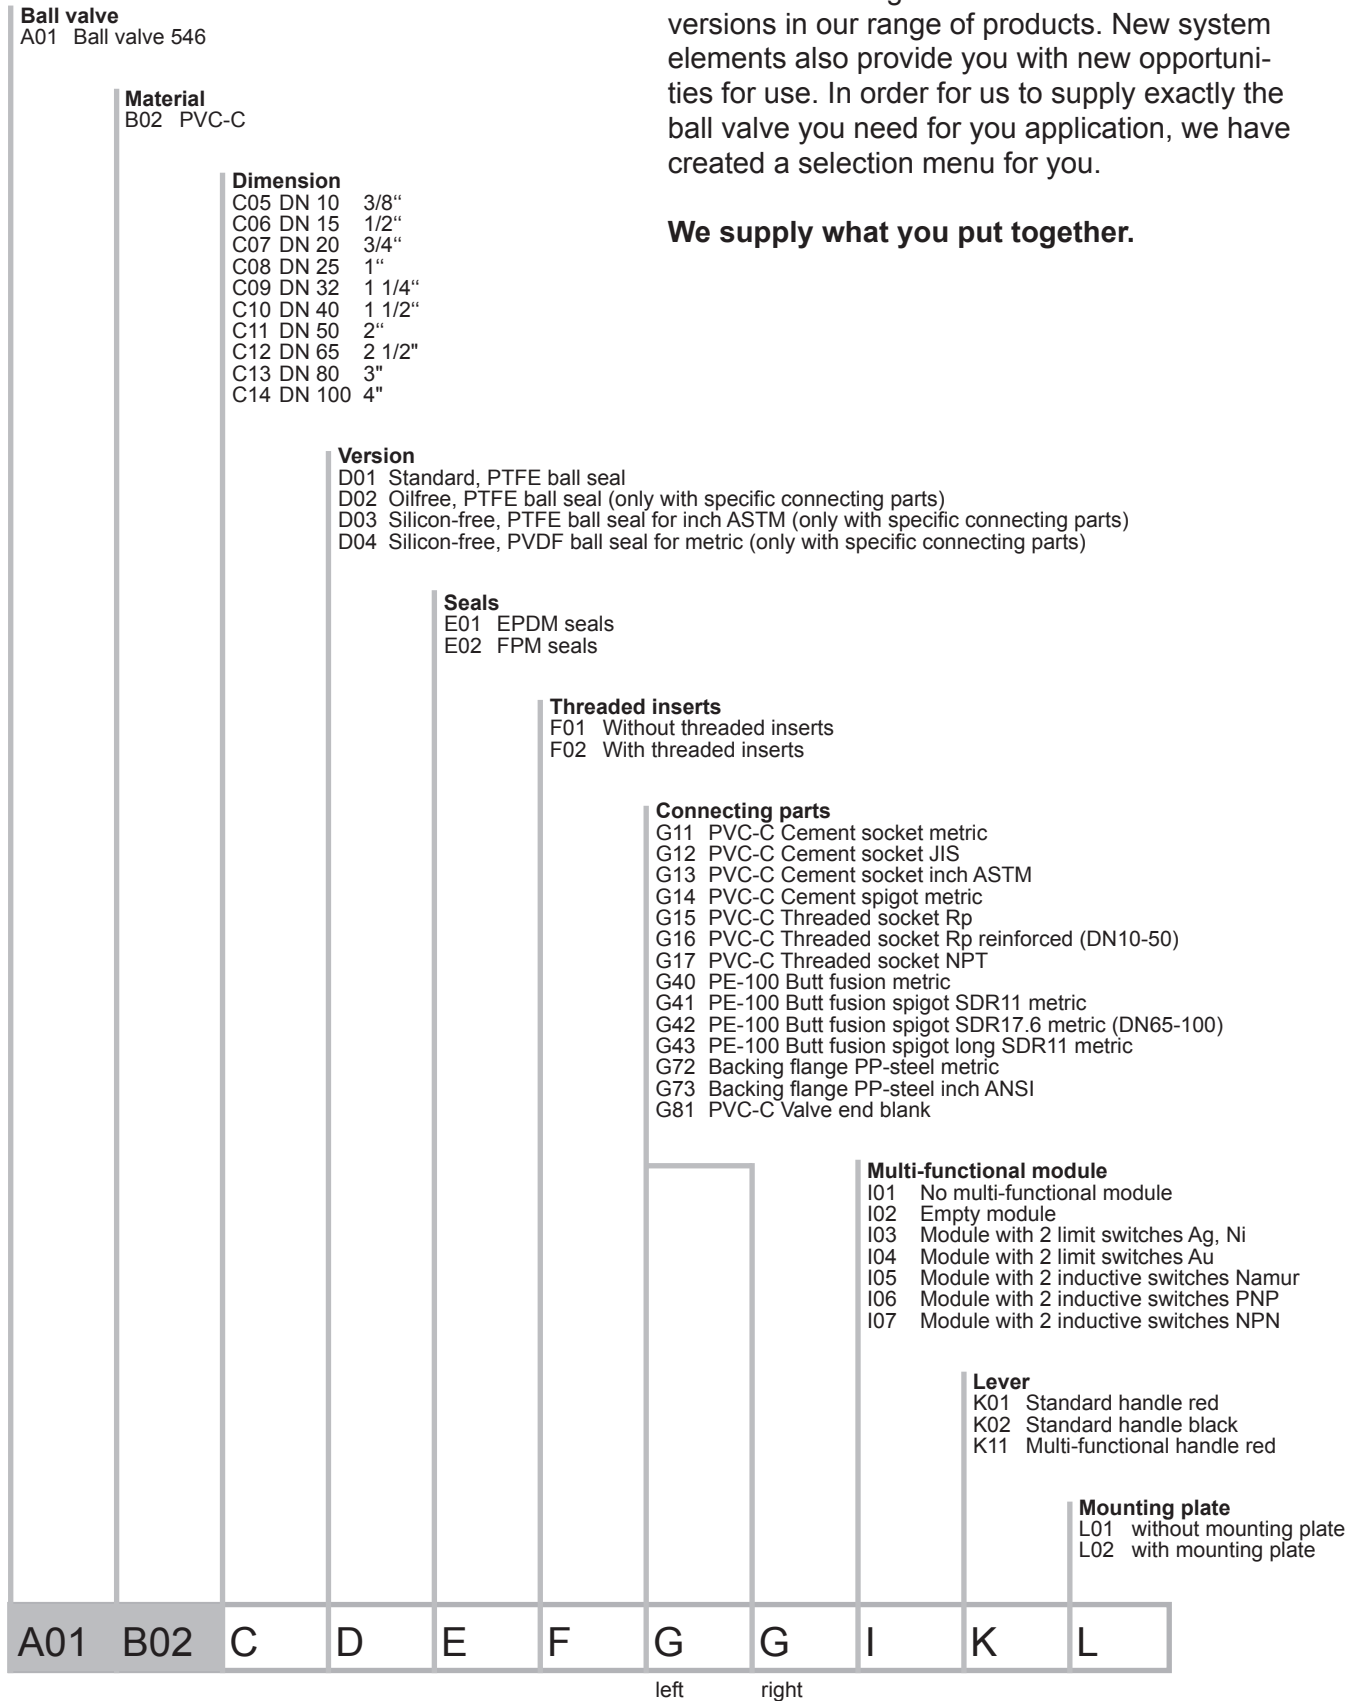 Ball valve
A01 Ball valve 546
versions in our range of products. New system
elements also provide you with new opportuni-
ties for use. In order for us to supply exactly the
ball valve you need for you application, we have
created a selection menu for you.
We supply what you put together.
Material
B02 PVC-C
Dimension
C05 DN 10 3/8“
C06 DN 15 1/2“
C07 DN 20 3/4“
C08 DN 25 1“
C09 DN 32 1 1/4“
C10 DN 40 1 1/2“
C11 DN 50 2“
C12 DN 65 2 1/2"
C13 DN 80 3"
C14 DN 100 4"
Version
D01 Standard, PTFE ball seal
D02 Oilfree, PTFE ball seal (only with specific connecting parts)
D03 Silicon-free, PTFE ball seal for inch ASTM (only with specific connecting parts)
D04 Silicon-free, PVDF ball seal for metric (only with specific connecting parts)
Seals
E01 EPDM seals
E02 FPM seals
Threaded inserts
F01 Without threaded inserts
F02 With threaded inserts
Connecting parts
G11 PVC-C Cement socket metric
G12 PVC-C Cement socket JIS
G13 PVC-C Cement socket inch ASTM
G14 PVC-C Cement spigot metric
G15 PVC-C Threaded socket Rp
G16 PVC-C Threaded socket Rp reinforced (DN10-50)
G17 PVC-C Threaded socket NPT
G40 PE-100 Butt fusion metric
G41 PE-100 Butt fusion spigot SDR11 metric
G42 PE-100 Butt fusion spigot SDR17.6 metric (DN65-100)
G43 PE-100 Butt fusion spigot long SDR11 metric
G72 Backing flange PP-steel metric
G73 Backing flange PP-steel inch ANSI
G81 PVC-C Valve end blank
Multi-functional module
I01 No multi-functional module
I02 Empty module
I03 Module with 2 limit switches Ag, Ni
I04 Module with 2 limit switches Au
I05 Module with 2 inductive switches Namur
I06 Module with 2 inductive switches PNP
I07 Module with 2 inductive switches NPN
Lever
K01 Standard handle red
K02 Standard handle black
K11 Multi-functional handle red
Mounting plate
L01 without mounting plate
L02 with mounting plate
A01 B02 C D E F G G I K L
left right